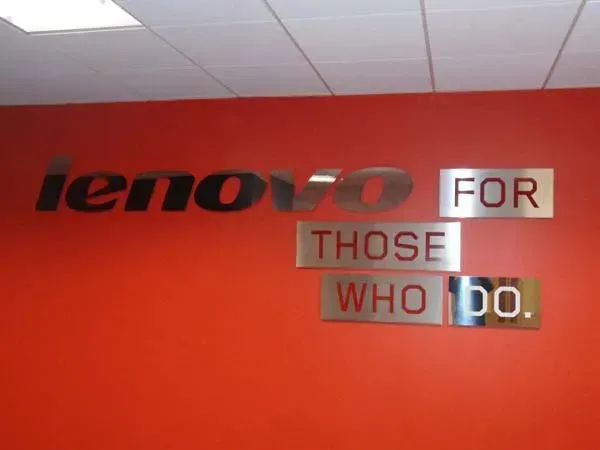 lenovo FOR
THOSE
WHO DO.